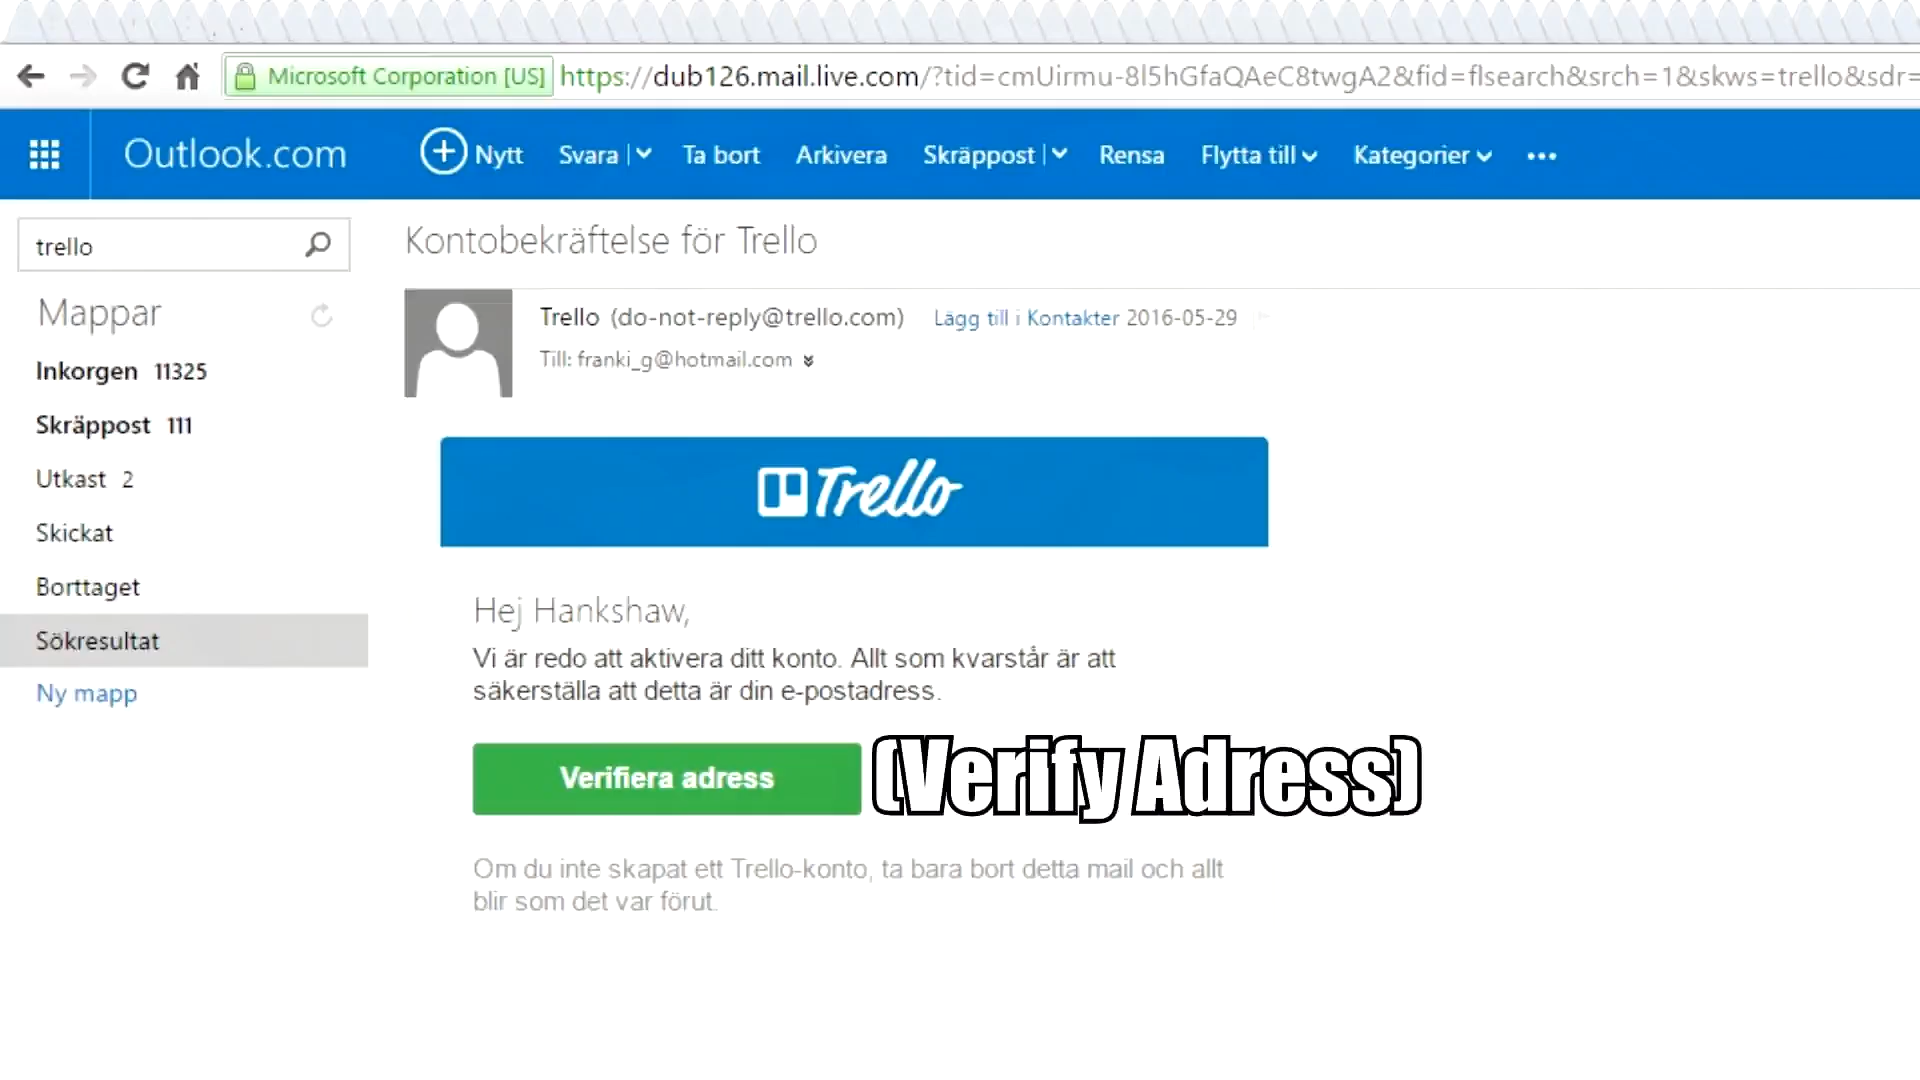 Microsoft Corporation [US] https://dub126.mail.live.com/?tid=cmUirmu-8l5hGfaQAeC8twgA2&fid=flsearch&srch=1&skws=trello&sdr=
Outlook.com Nytt Svara Ta bort Arkivera Skräppost Rensa Flytta till Kategorier ...
trello
Mappar
Inkorgen 11325
Skräppost 111
Utkast 2
Skickat
Borttaget
Sökresultat
Ny mapp
Kontobekräftelse för Trello
Trello (do-not-reply@trello.com) Lägg till i Kontakter 2016-05-29
Till: franki_g@hotmail.com
Trello
Hej Hankshaw,
Vi är redo att aktivera ditt konto. Allt som kvarstår är att
säkerställa att detta är din e-postadress.
Verifiera adress (Verify Adress)
Om du inte skapat ett Trello-konto, ta bara bort detta mail och allt
blir som det var förut.